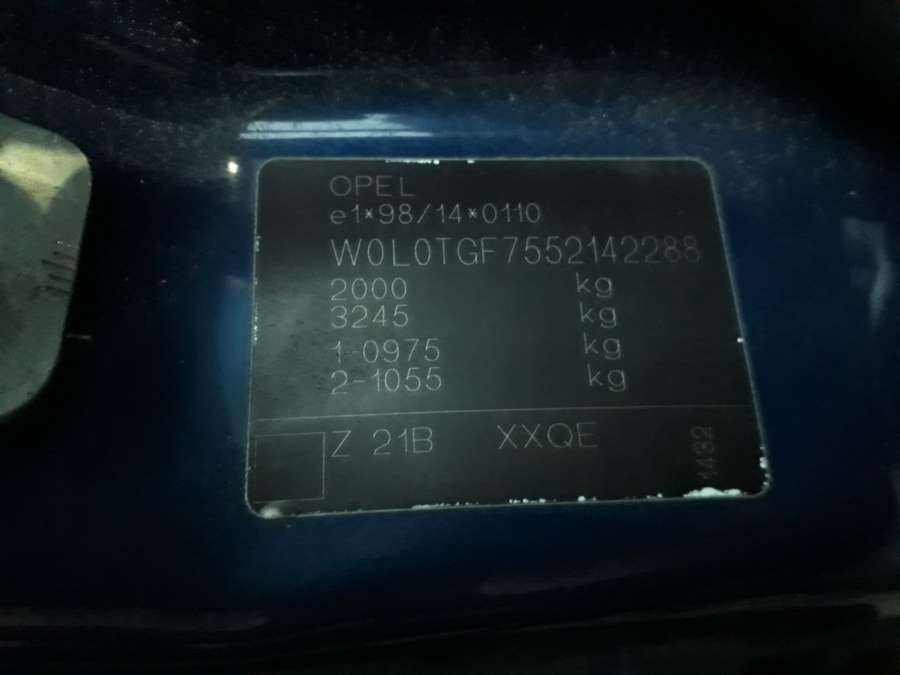 OPEL
e1*98/14*0110
W0L0TGF7552142288
2000 kg
3245 kg
1-0975 kg
2-1055 kg
Z 21B XXQE
1432